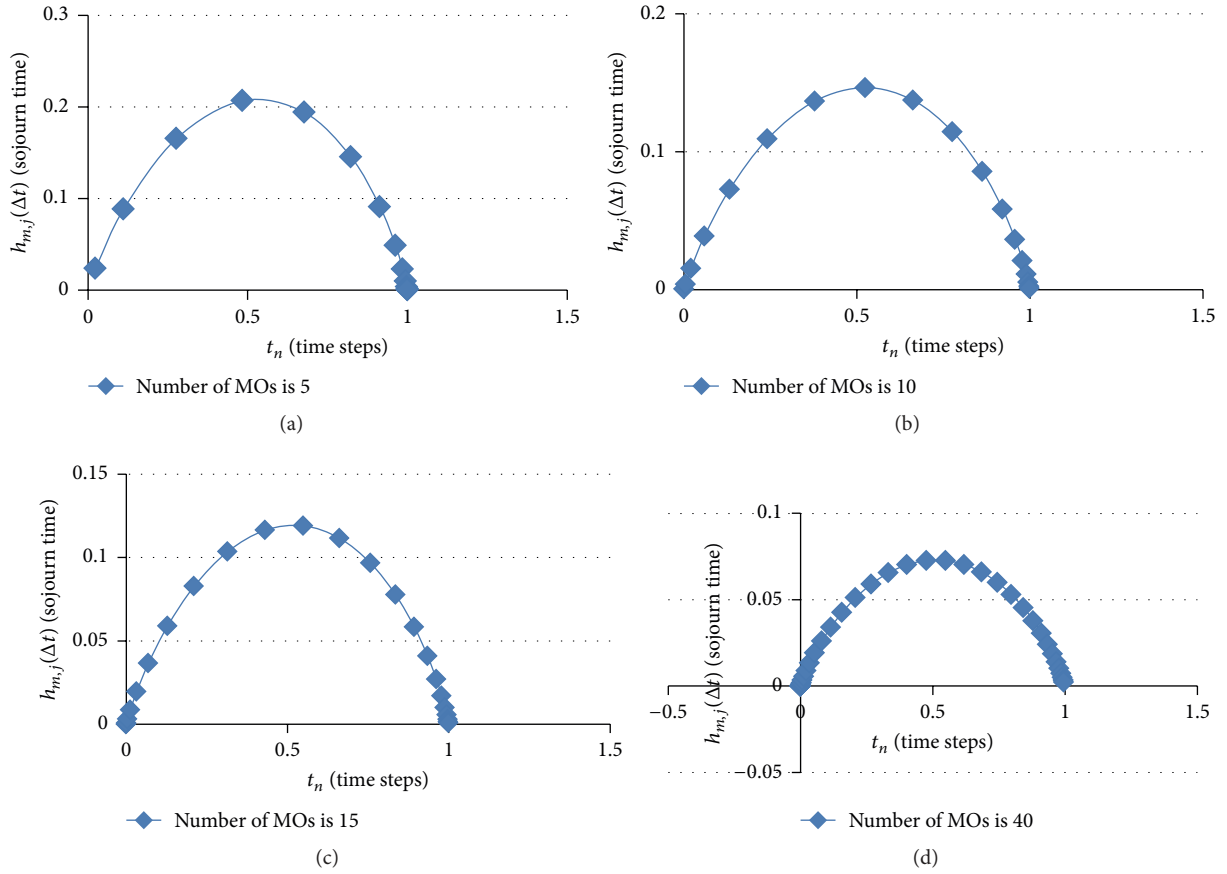 0.3
0.2
0.1
0
0
0.5
1
1.5
h_{m,j}(Δt) (sojourn time)
t_n (time steps)
Number of MOs is 5
(a)
0.2
0.1
0
0
0.5
1
1.5
h_{m,j}(Δt) (sojourn time)
t_n (time steps)
Number of MOs is 10
(b)
0.15
0.1
0.05
0
0
0.5
1
1.5
h_{m,j}(Δt) (sojourn time)
t_n (time steps)
Number of MOs is 15
(c)
0.1
0.05
0
−0.05
−0.5
0
0.5
1
1.5
h_{m,j}(Δt) (sojourn time)
t_n (time steps)
Number of MOs is 40
(d)